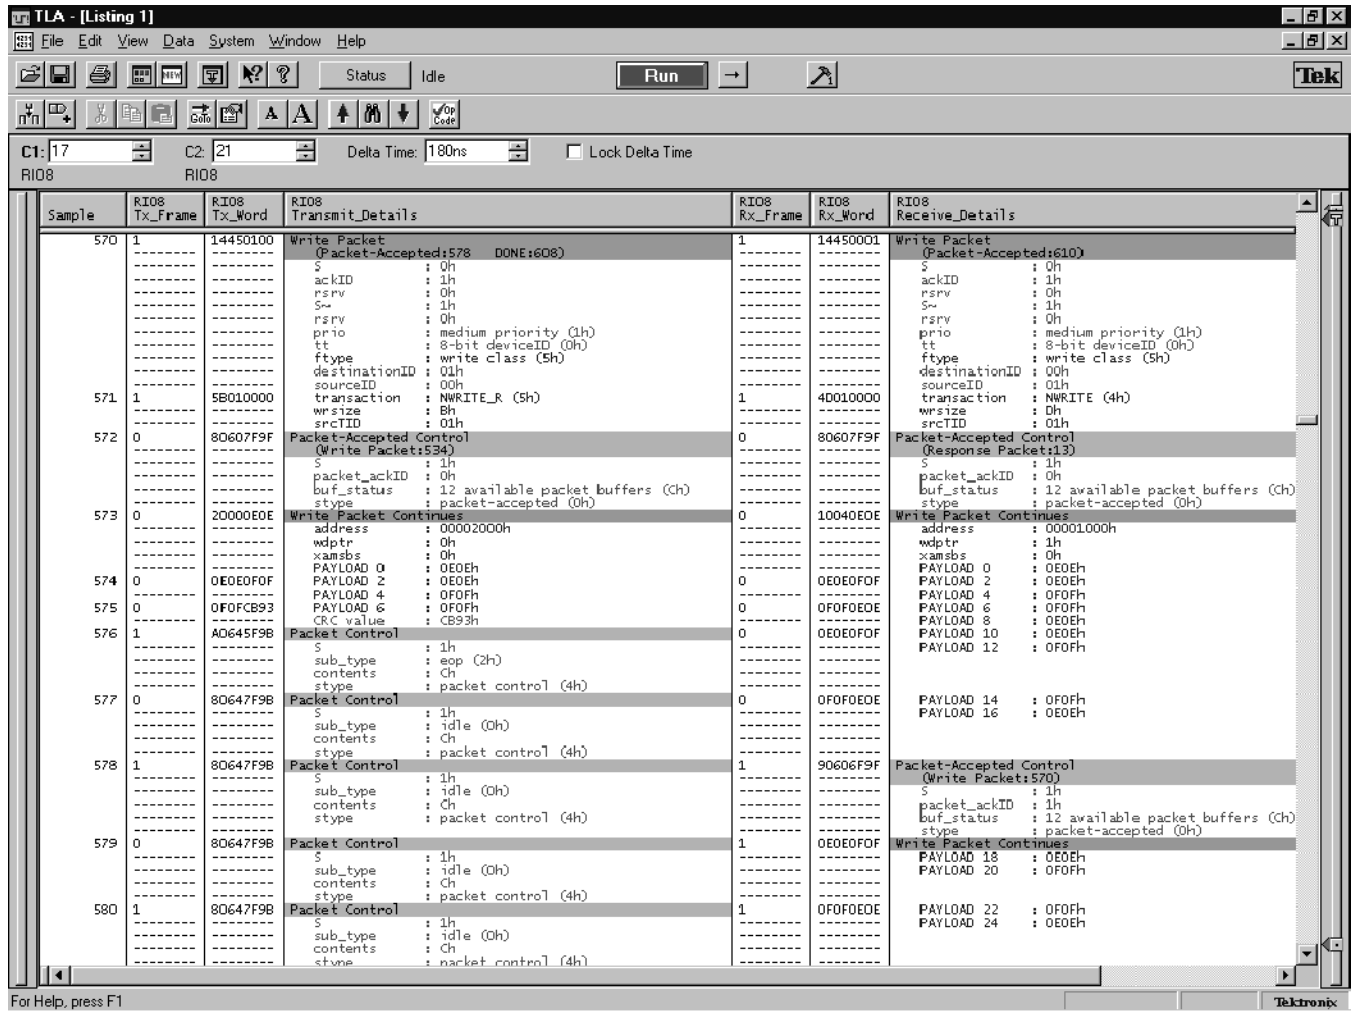 TLA - [Listing 1]
File Edit View Data System Window Help
Status Idle Run Tek
GoTo A A Op Code
C1: 17 C2: 21 Delta Time: 180ns Lock Delta Time
RIO8 RIO8
Sample RIO8 Tx_Frame RIO8 Tx_Word RIO8 Transmit_Details RIO8 Rx_Frame RIO8 Rx_Word RIO8 Receive_Details
570 1 14450100 Write Packet 1 14450001 Write Packet
(Packet-Accepted:578 DONE:608) (Packet-Accepted:610)
S : 0h S : 0h
ackID : 1h ackID : 1h
rsrv : 0h rsrv : 0h
S~ : 1h S~ : 1h
rsrv : 0h rsrv : 0h
prio : medium priority (1h) prio : medium priority (1h)
tt : 8-bit deviceID (0h) tt : 8-bit deviceID (0h)
ftype : write class (5h) ftype : write class (5h)
destinationID : 01h destinationID : 00h
sourceID : 00h sourceID : 01h
571 1 5B010000 transaction : NWRITE_R (5h) 1 4D010000 transaction : NWRITE (4h)
wrsize : Bh wrsize : Dh
srcTID : 01h srcTID : 01h
572 0 80607F9F Packet-Accepted Control 0 80607F9F Packet-Accepted Control
(Write Packet:534) (Response Packet:13)
S : 1h S : 1h
packet_ackID : 0h packet_ackID : 0h
buf_status : 12 available packet buffers (Ch) buf_status : 12 available packet buffers (Ch)
stype : packet-accepted (0h) stype : packet-accepted (0h)
573 0 20000E0E Write Packet Continues 0 10040E0E Write Packet Continues
address : 00002000h address : 00001000h
wdptr : 0h wdptr : 1h
xamsbs : 0h xamsbs : 0h
PAYLOAD 0 : 0E0Eh PAYLOAD 0 : 0E0Eh
574 0 0E0E0F0F PAYLOAD 2 : 0E0Eh 0 0E0E0F0F PAYLOAD 2 : 0E0Eh
PAYLOAD 4 : 0F0Fh PAYLOAD 4 : 0F0Fh
575 0 0F0FCB93 PAYLOAD 6 : 0F0Fh 0 0F0F0E0E PAYLOAD 6 : 0F0Fh
CRC value : CB93h PAYLOAD 8 : 0E0Eh
576 1 A0645F9B Packet Control 0 0E0E0F0F PAYLOAD 10 : 0E0Eh
S : 1h PAYLOAD 12 : 0F0Fh
sub_type : eop (2h)
contents : Ch
stype : packet control (4h)
577 0 80647F9B Packet Control 0 0F0F0E0E PAYLOAD 14 : 0F0Fh
S : 1h PAYLOAD 16 : 0E0Eh
sub_type : idle (0h)
contents : Ch
stype : packet control (4h)
578 1 80647F9B Packet Control 1 90606F9F Packet-Accepted Control
S : 1h (Write Packet:570)
sub_type : idle (0h) S : 1h
contents : Ch packet_ackID : 1h
stype : packet control (4h) buf_status : 12 available packet buffers (Ch)
stype : packet-accepted (0h)
579 0 80647F9B Packet Control 1 0E0E0F0F Write Packet Continues
S : 1h PAYLOAD 18 : 0E0Eh
sub_type : idle (0h) PAYLOAD 20 : 0F0Fh
contents : Ch
stype : packet control (4h)
580 1 80647F9B Packet Control 1 0F0F0E0E PAYLOAD 22 : 0F0Fh
S : 1h PAYLOAD 24 : 0E0Eh
sub_type : idle (0h)
contents : Ch
stype : packet control (4h)
For Help, press F1 Tektronix